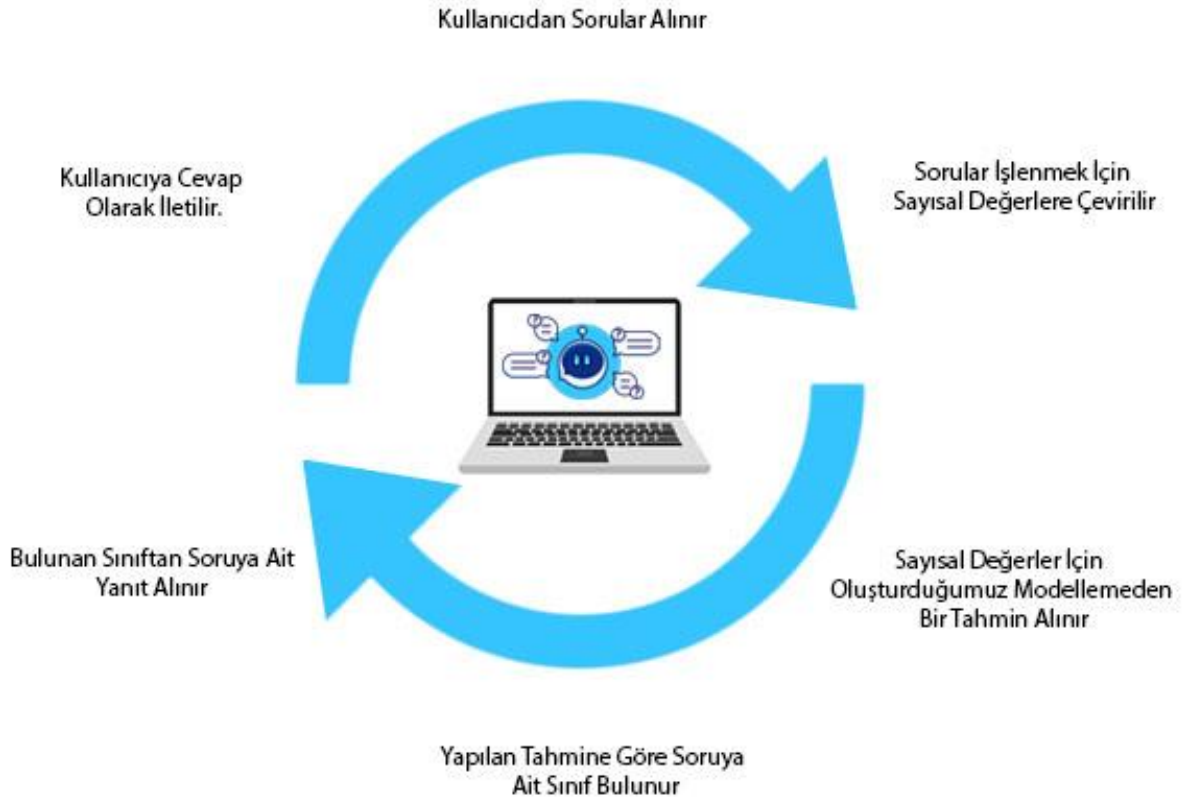 Kullanıcıdan Sorular Alınır
Sorular İşlenmek İçin
Sayısal Değerlere Çevirilir
Sayısal Değerler İçin
Oluşturduğumuz Modellemeden
Bir Tahmin Alınır
Yapılan Tahmine Göre Soruya
Ait Sınıf Bulunur
Bulunan Sınıftan Soruya Ait
Yanıt Alınır
Kullanıcıya Cevap
Olarak İletilir.